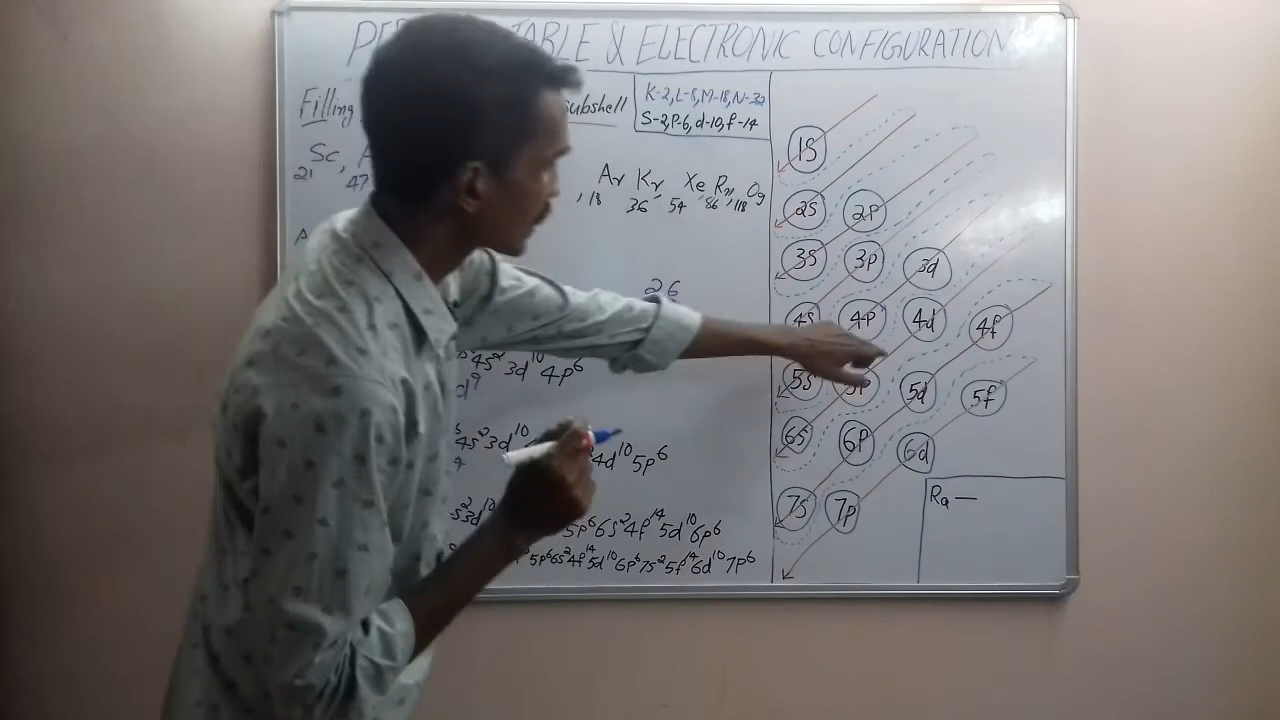 TABLE & ELECTRONIC CONFIGURATION
Filling subshell
K-2, L-8, M-18, N-32
S-2, P-6, d-10, f-14
21 Sc, 47
, 18 Ar 36 Kr, 54 Xe, 86 Rn, 118 Og
26
4s² 3d¹⁰ 4p⁶
d⁹
4s² 3d¹⁰ 4d¹⁰ 5p⁶
s² 3d¹⁰ 5p⁶ 6s² 4f¹⁴ 5d¹⁰ 6p⁶
5p⁶ 6s² 4f¹⁴ 5d¹⁰ 6p⁶ 7s² 5f¹⁴ 6d¹⁰ 7p⁶
1S
2S 2P
3S 3P 3d
4S 4P 4d 4f
5S 5P 5d 5f
6S 6P 6d
7S 7P
Ra —